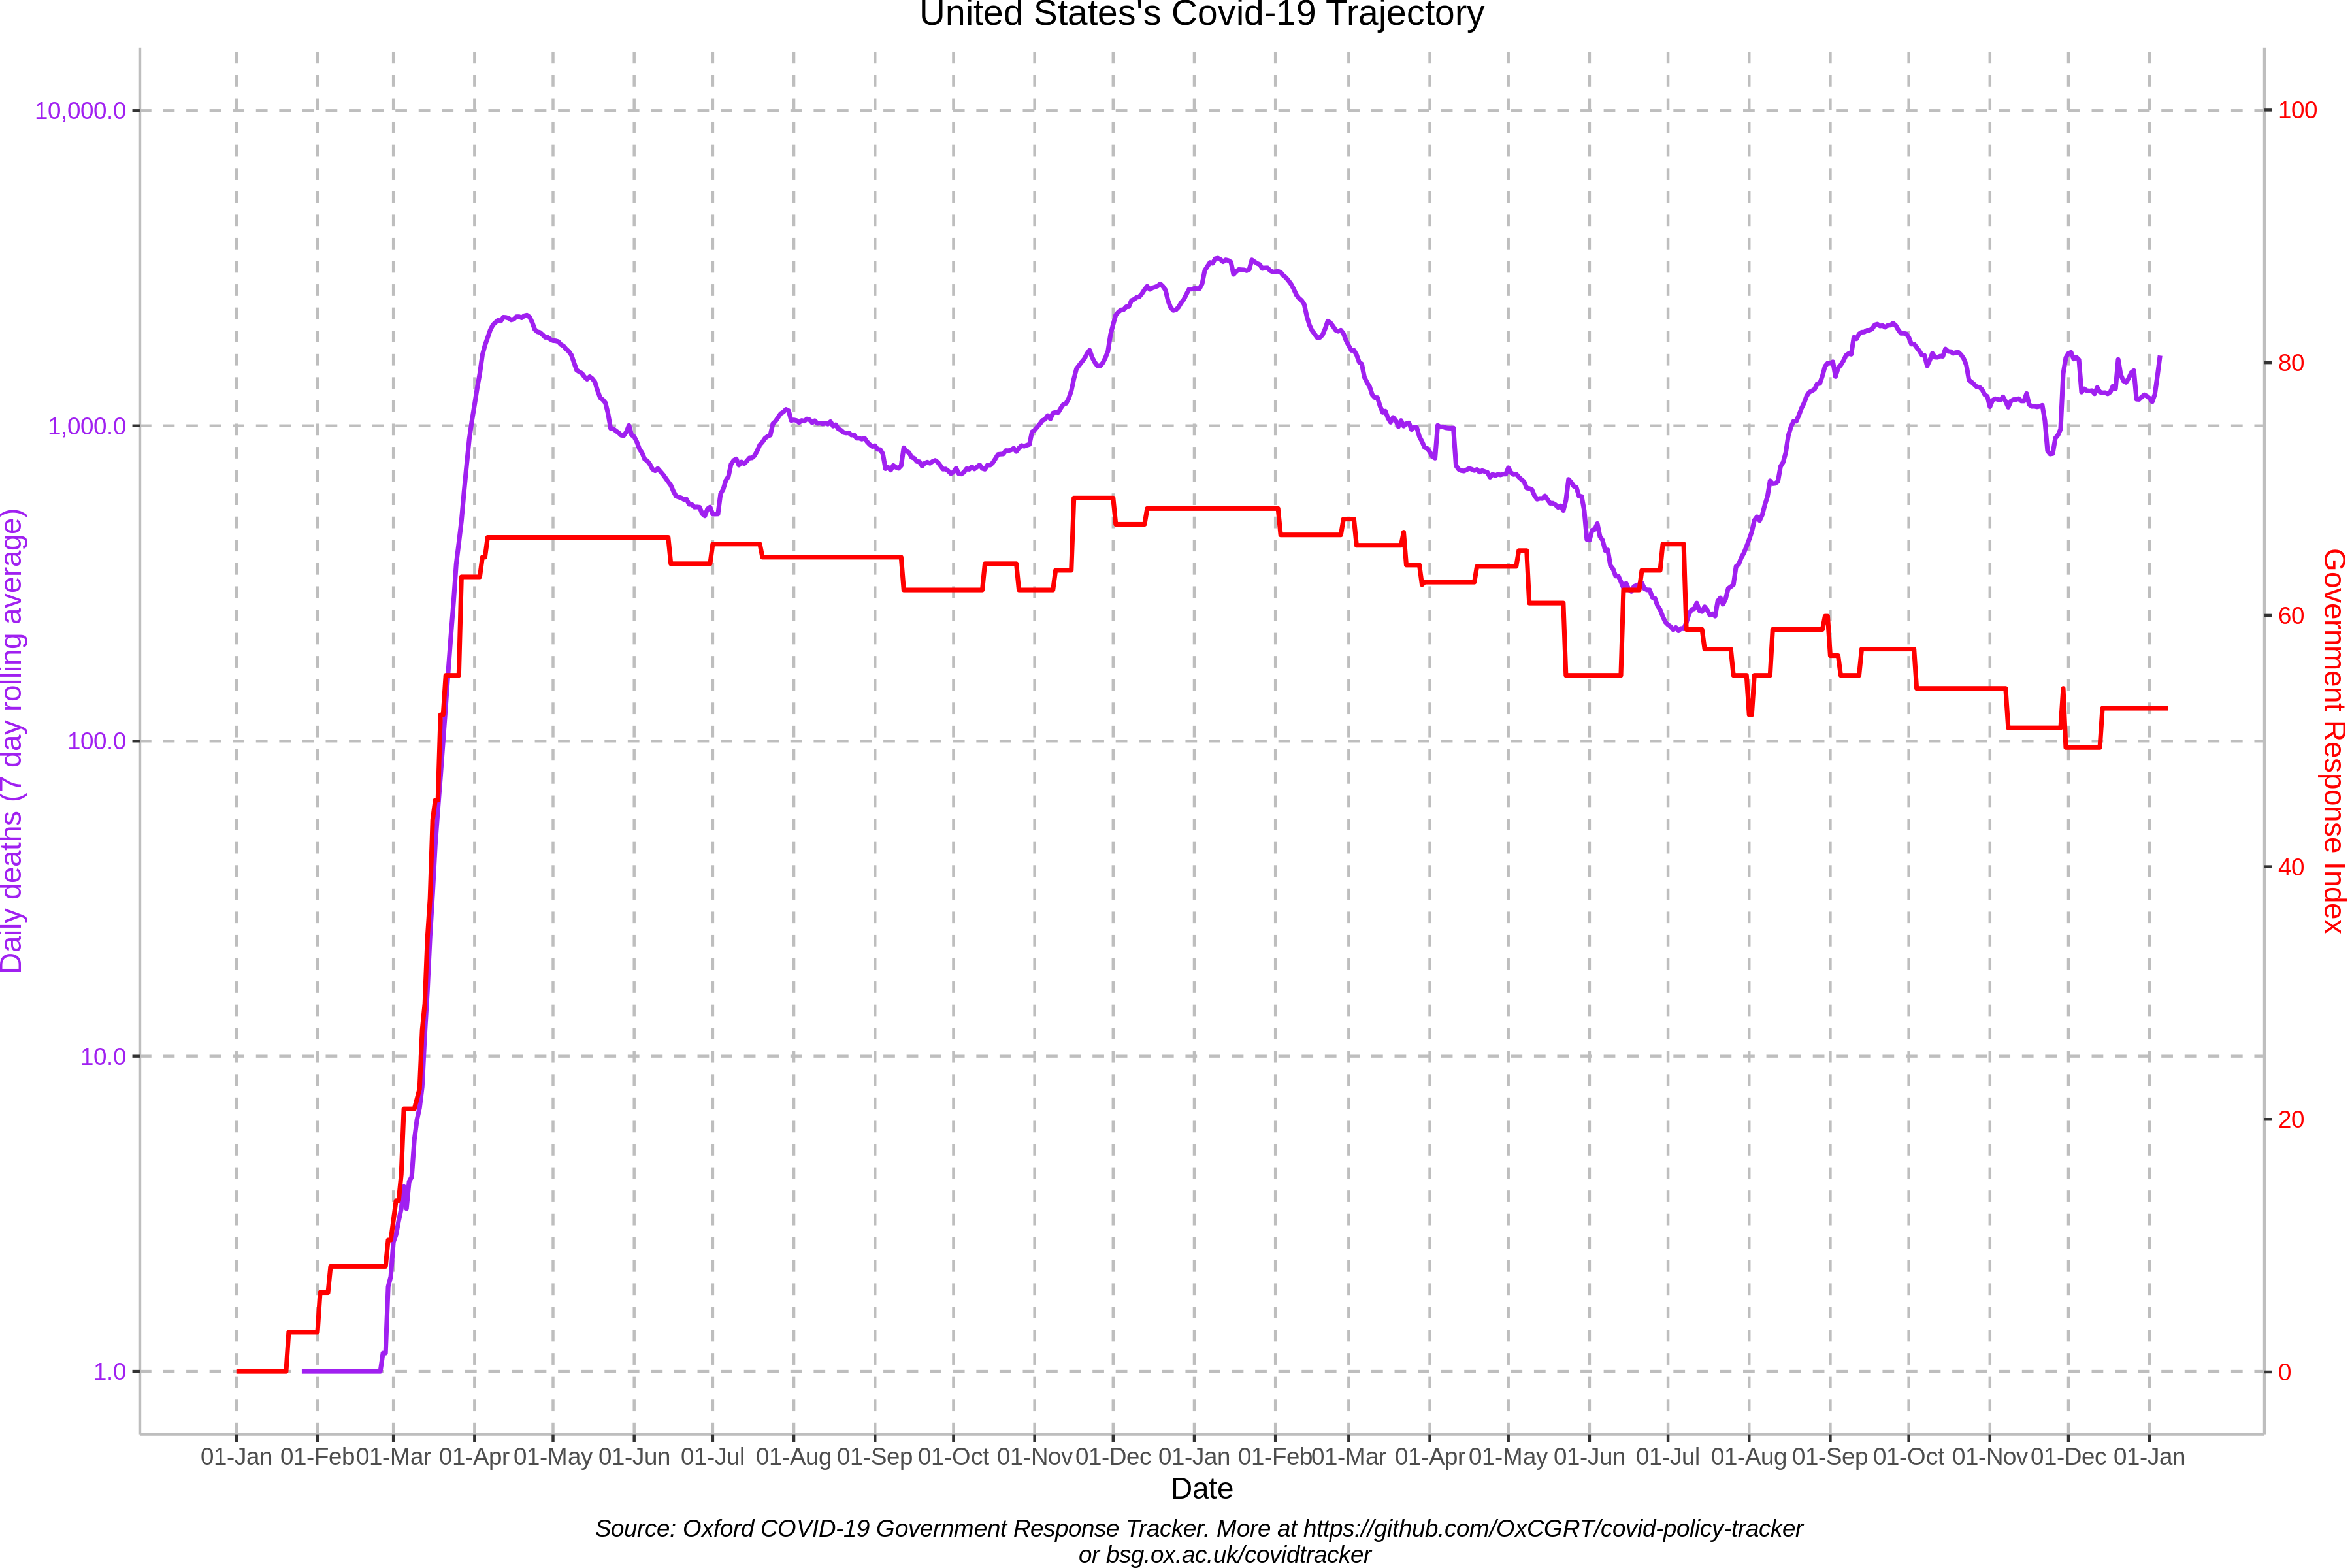 United States's Covid-19 Trajectory
10,000.0
1,000.0
100.0
10.0
1.0
Daily deaths (7 day rolling average)
100
80
60
40
20
0
Government Response Index
01-Jan 01-Feb 01-Mar 01-Apr 01-May 01-Jun 01-Jul 01-Aug 01-Sep 01-Oct 01-Nov 01-Dec 01-Jan 01-Feb 01-Mar 01-Apr 01-May 01-Jun 01-Jul 01-Aug 01-Sep 01-Oct 01-Nov 01-Dec 01-Jan
Date
Source: Oxford COVID-19 Government Response Tracker. More at https://github.com/OxCGRT/covid-policy-tracker
or bsg.ox.ac.uk/covidtracker